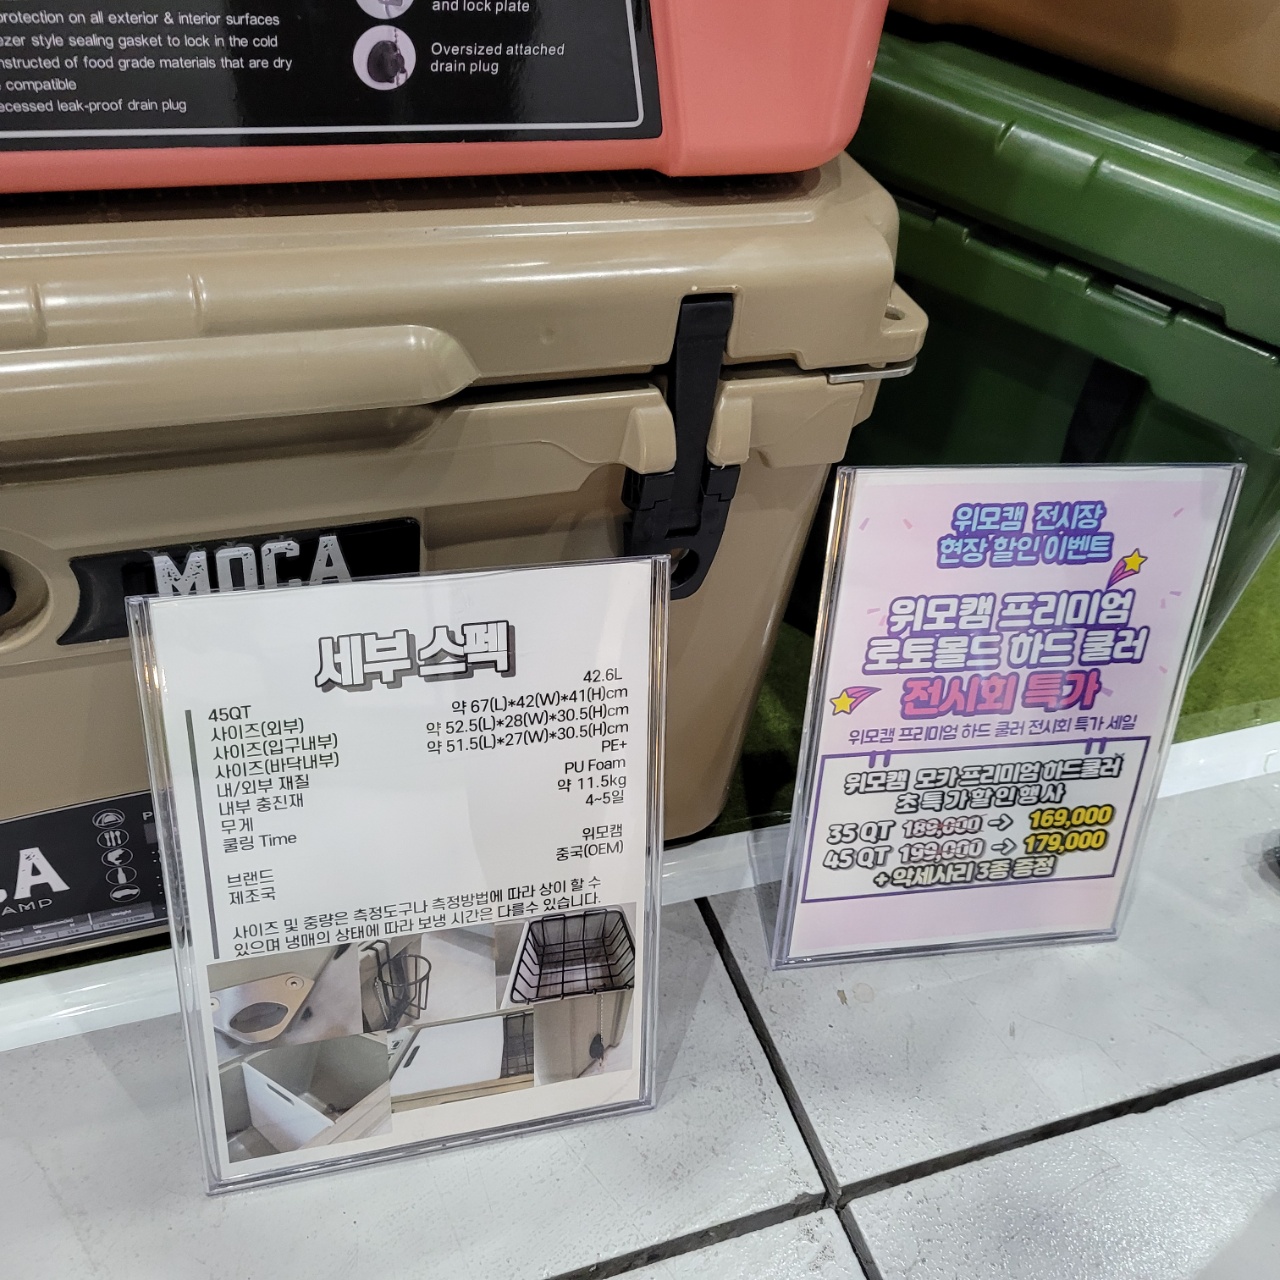 protection on all exterior & interior surfaces
ezer style sealing gasket to lock in the cold
nstructed of food grade materials that are dry
compatible
ecessed leak-proof drain plug
and lock plate
Oversized attached
drain plug
MOCA
세부 스펙
45QT 42.6L
사이즈(외부) 약 67(L)*42(W)*41(H)cm
사이즈(입구내부) 약 52.5(L)*28(W)*30.5(H)cm
사이즈(바닥내부) 약 51.5(L)*27(W)*30.5(H)cm
내/외부 재질 PE+
내부 충진재 PU Foam
무게 약 11.5kg
쿨링 Time 4~5일
브랜드 위모캠
제조국 중국(OEM)
사이즈 및 중량은 측정도구나 측정방법에 따라 상이 할 수
있으며 냉매의 상태에 따라 보냉 시간은 다를수 있습니다.
CA
AMP
위모캠 전시장
현장 할인 이벤트
위모캠 프리미엄
로토몰드 하드 쿨러
전시회 특가
위모캠 프리미엄 하드 쿨러 전시회 특가 세일
위모캠 모카 프리미엄 하드쿨러
초특가할인행사
35 QT 189,000 -> 169,000
45 QT 199,000 -> 179,000
+ 악세사리 3종 증정